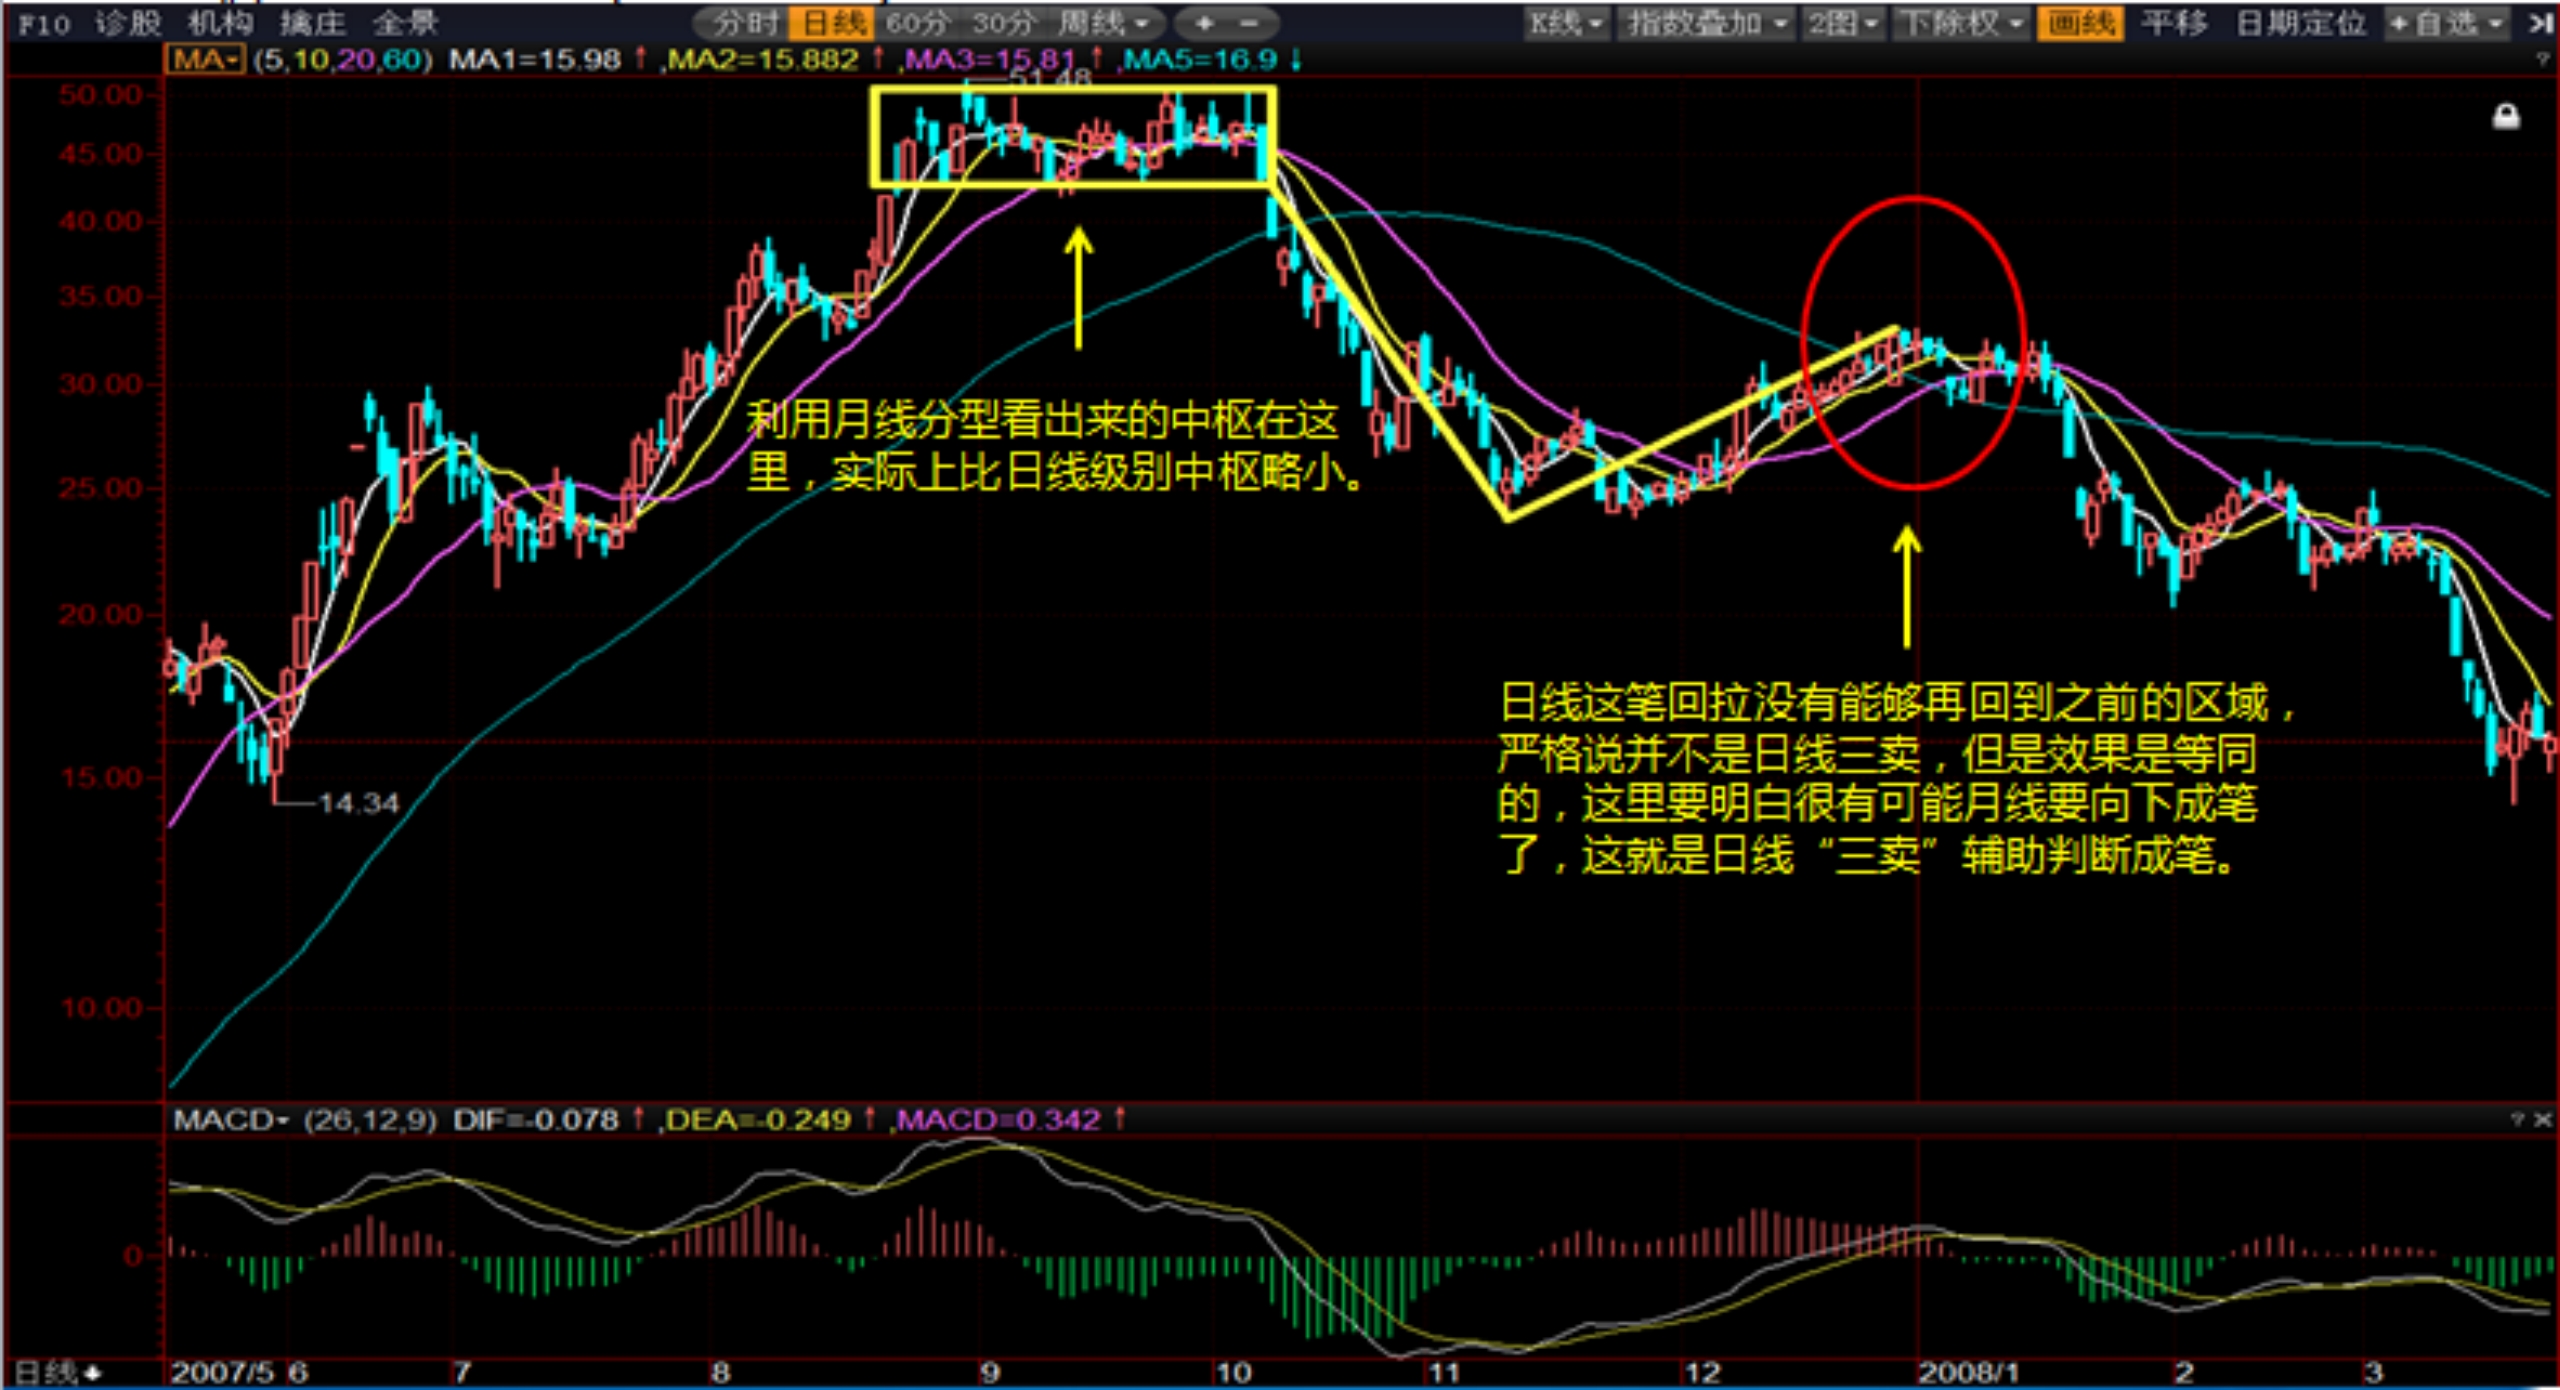 F10 诊股 机构 擒庄 全景 分时 日线 60分 30分 周线 + - K线 指数叠加 2图 下除权 画线 平移 日期定位 +自选
MA (5,10,20,60) MA1=15.98 ↑ ,MA2=15.882 ↑ ,MA3=15.81 ↑ ,MA5=16.9 ↓ ?
51.48
50.00
45.00
40.00
35.00
30.00
25.00
20.00
15.00
10.00
利用月线分型看出来的中枢在这
里，实际上比日线级别中枢略小。
日线这笔回拉没有能够再回到之前的区域，
严格说并不是日线三卖，但是效果是等同
的，这里要明白很有可能月线要向下成笔
了，这就是日线“三卖”辅助判断成笔。
14.34
MACD (26,12,9) DIF=-0.078 ↑ ,DEA=-0.249 ↑ ,MACD=0.342 ↑ ? ×
0
日线 2007/5 6 7 8 9 10 11 12 2008/1 2 3